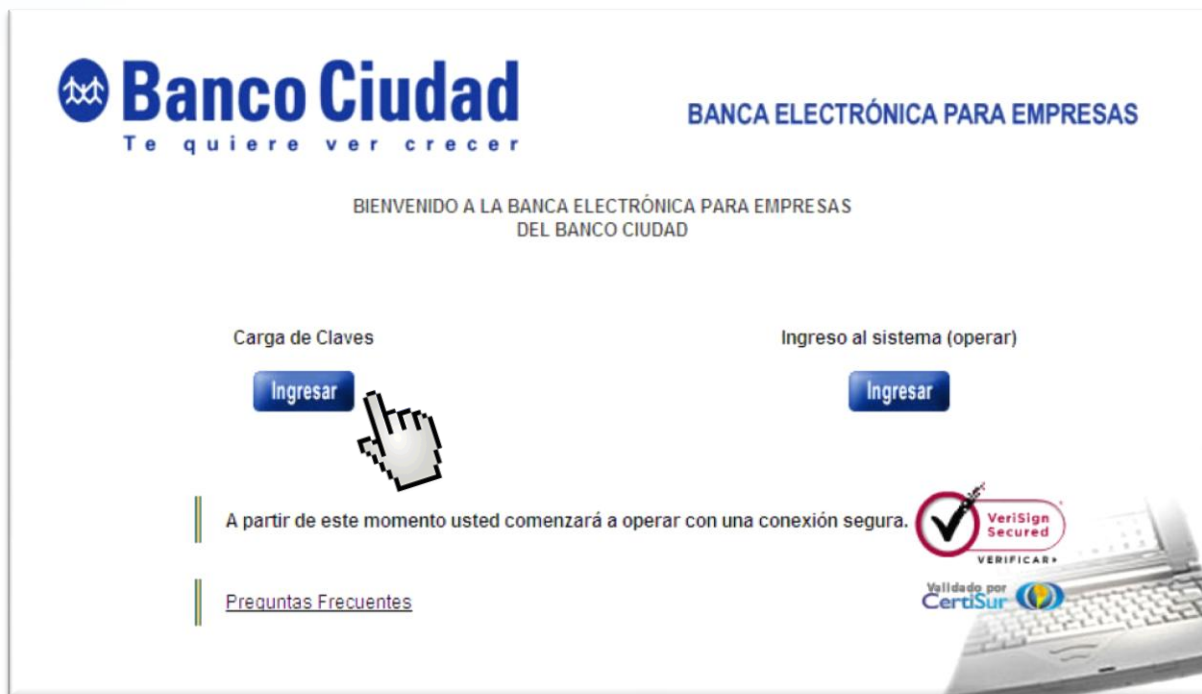 Banco Ciudad
Te quiere ver crecer
BANCA ELECTRÓNICA PARA EMPRESAS
BIENVENIDO A LA BANCA ELECTRÓNICA PARA EMPRESAS
DEL BANCO CIUDAD
Carga de Claves
Ingreso al sistema (operar)
Ingresar
Ingresar
A partir de este momento usted comenzará a operar con una conexión segura.
VeriSign
Secured
VERIFICAR
Preguntas Frecuentes
Validado por
CertiSur